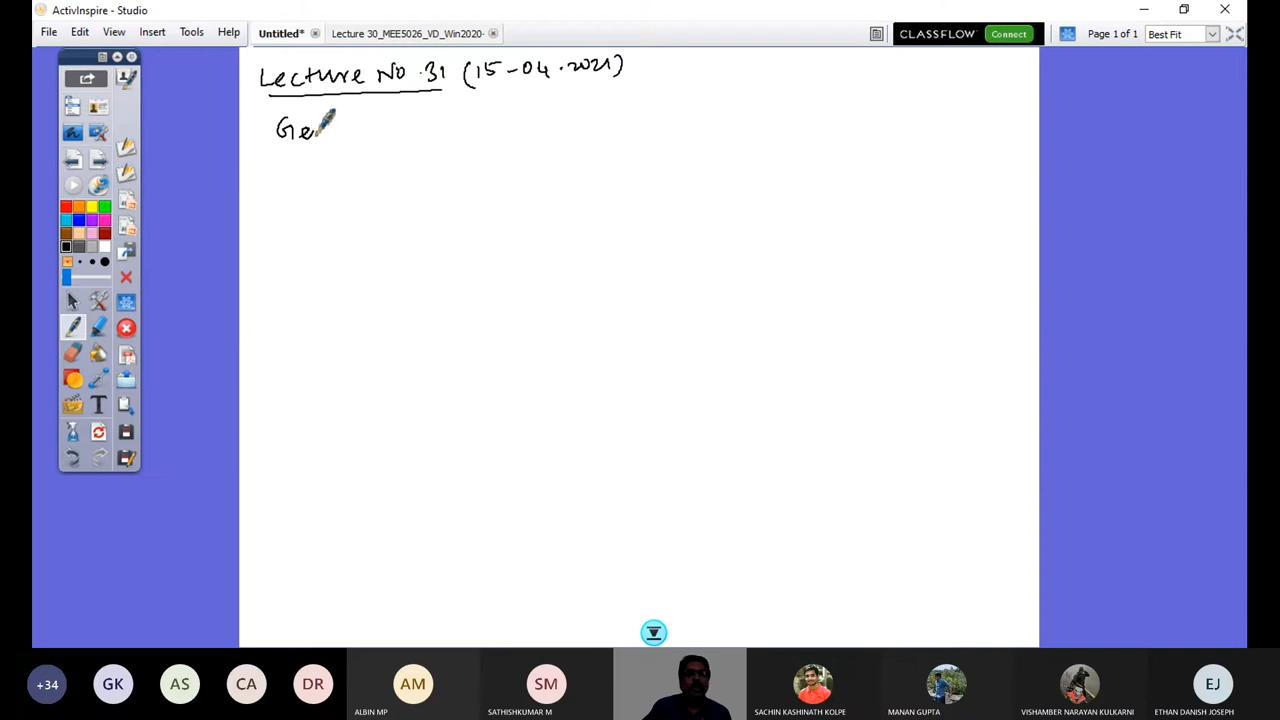 ActivInspire - Studio
File Edit View Insert Tools Help
Untitled* Lecture 30_MEE5026_VD_Win2020-
CLASSFLOW Connect
Page 1 of 1 Best Fit
Lecture No. 31 (15-04.2021)
Ge
T
+34 GK AS CA DR AM SM EJ
ALBIN MP SATHISHKUMAR M SACHIN KASHINATH KOLPE MANAN GUPTA VISHAMBER NARAYAN KULKARNI ETHAN DANISH JOSEPH